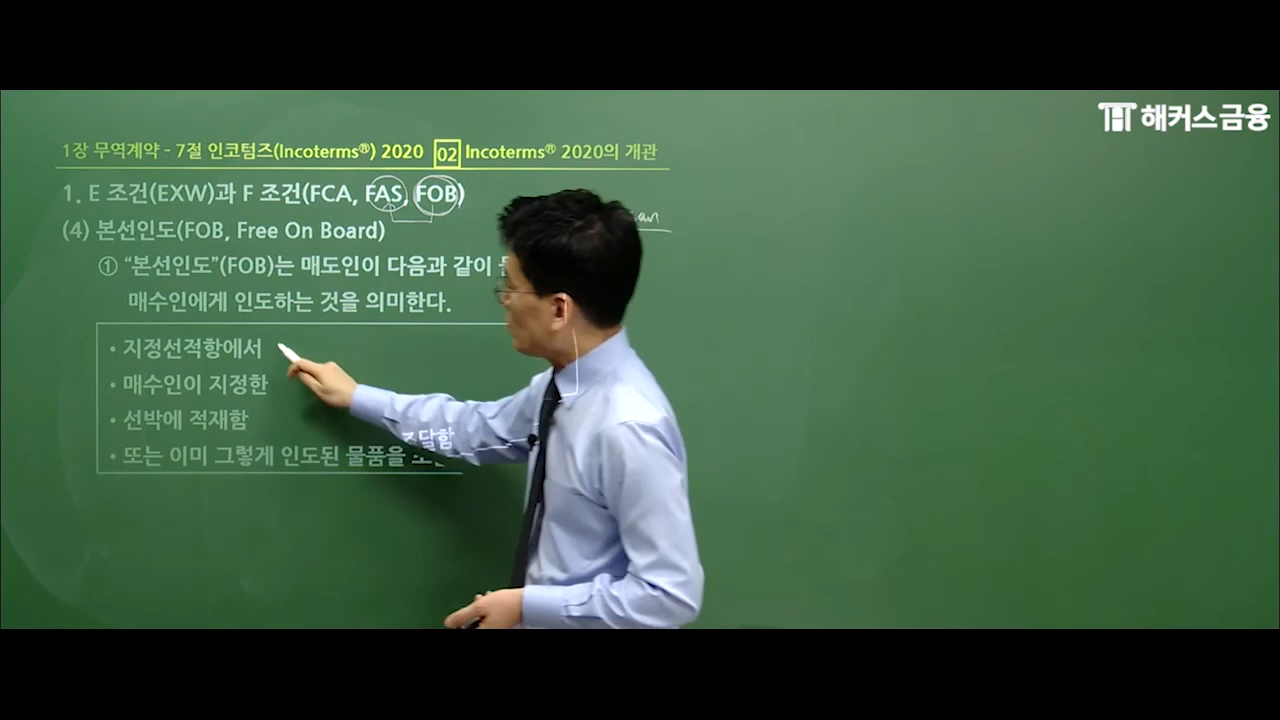 해커스금융
1장 무역계약 - 7절 인코텀즈(Incoterms®) 2020 02 Incoterms® 2020의 개관
1. E 조건(EXW)과 F 조건(FCA, FAS, FOB)
(4) 본선인도(FOB, Free On Board)
① “본선인도”(FOB)는 매도인이 다음과 같이
매수인에게 인도하는 것을 의미한다.
• 지정선적항에서
• 매수인이 지정한
• 선박에 적재함
조달함
• 또는 이미 그렇게 인도된 물품을